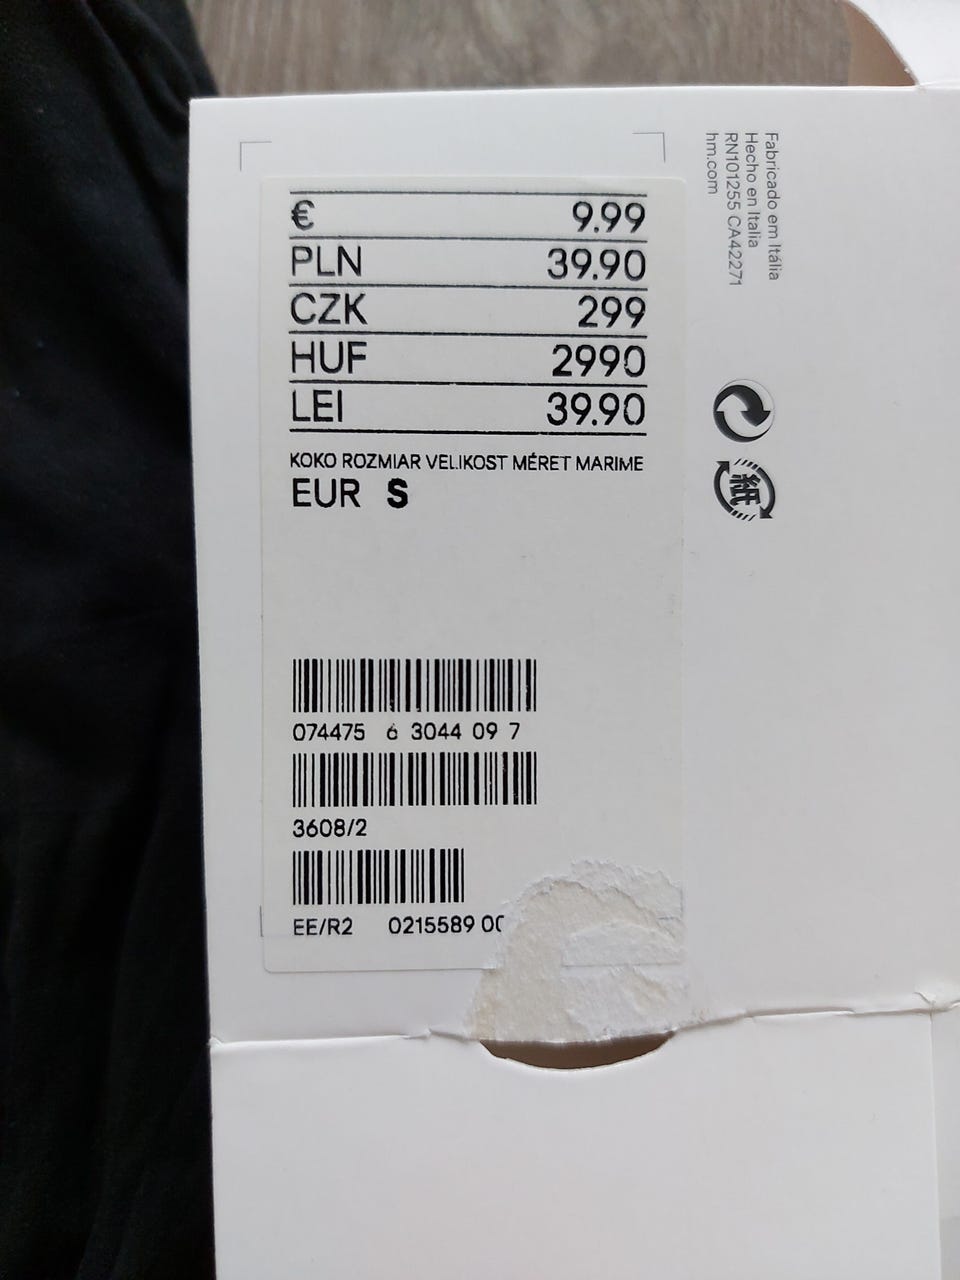 € 9.99
PLN 39.90
CZK 299
HUF 2990
LEI 39.90
KOKO ROZMIAR VELIKOST MÉRET MARIME
EUR S
074475 6 3044 09 7
3608/2
EE/R2 0215589 00
Fabricado em Itália
Hecho en Italia
RN101255 CA42271
hm.com
紙